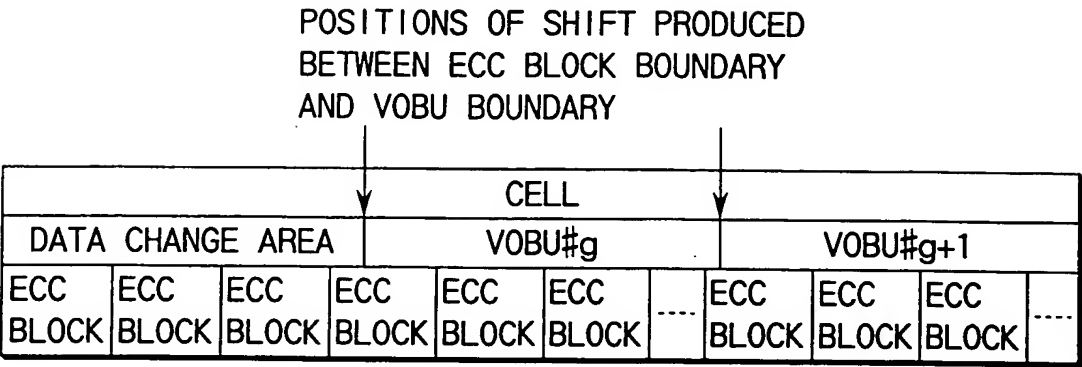 POSITIONS OF SHIFT PRODUCED
BETWEEN ECC BLOCK BOUNDARY
AND VOBU BOUNDARY
CELL
DATA CHANGE AREA VOBU#g VOBU#g+1
ECC ECC ECC ECC ECC ECC ECC ECC ECC
BLOCK BLOCK BLOCK BLOCK BLOCK BLOCK ---- BLOCK BLOCK BLOCK ----